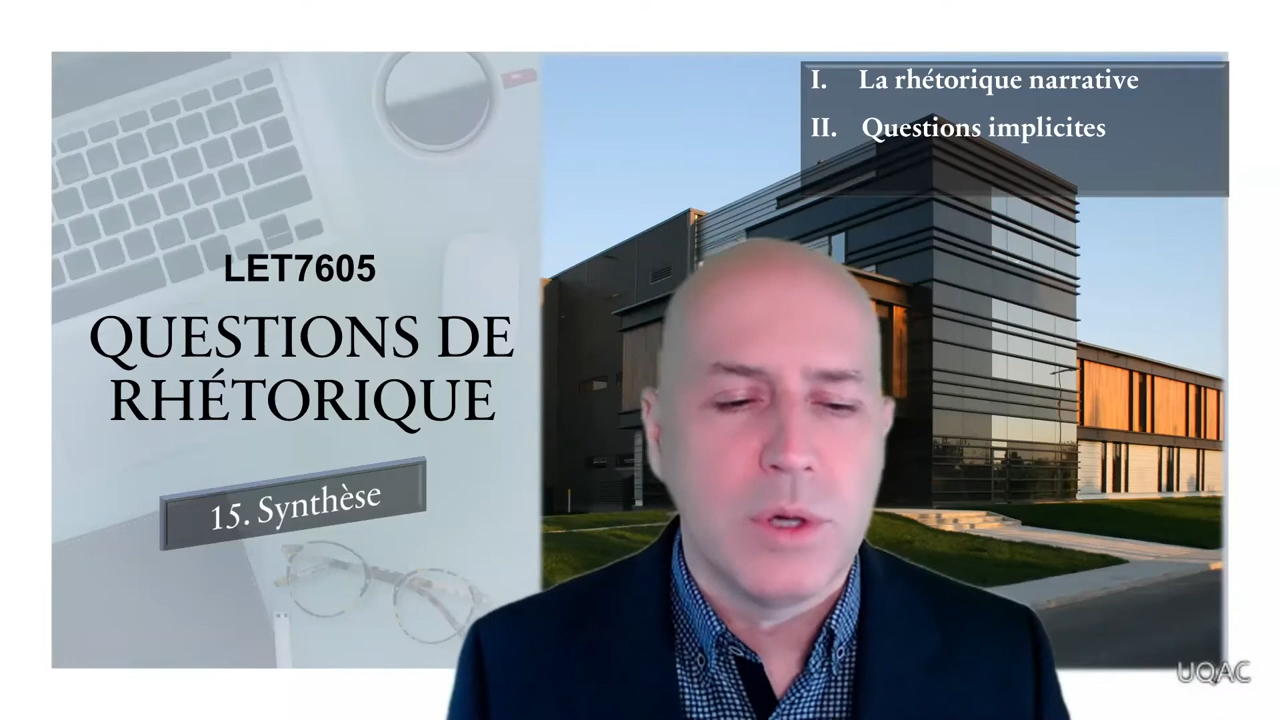 I. La rhétorique narrative
II. Questions implicites
LET7605
QUESTIONS DE
RHÉTORIQUE
15. Synthèse
UQAC